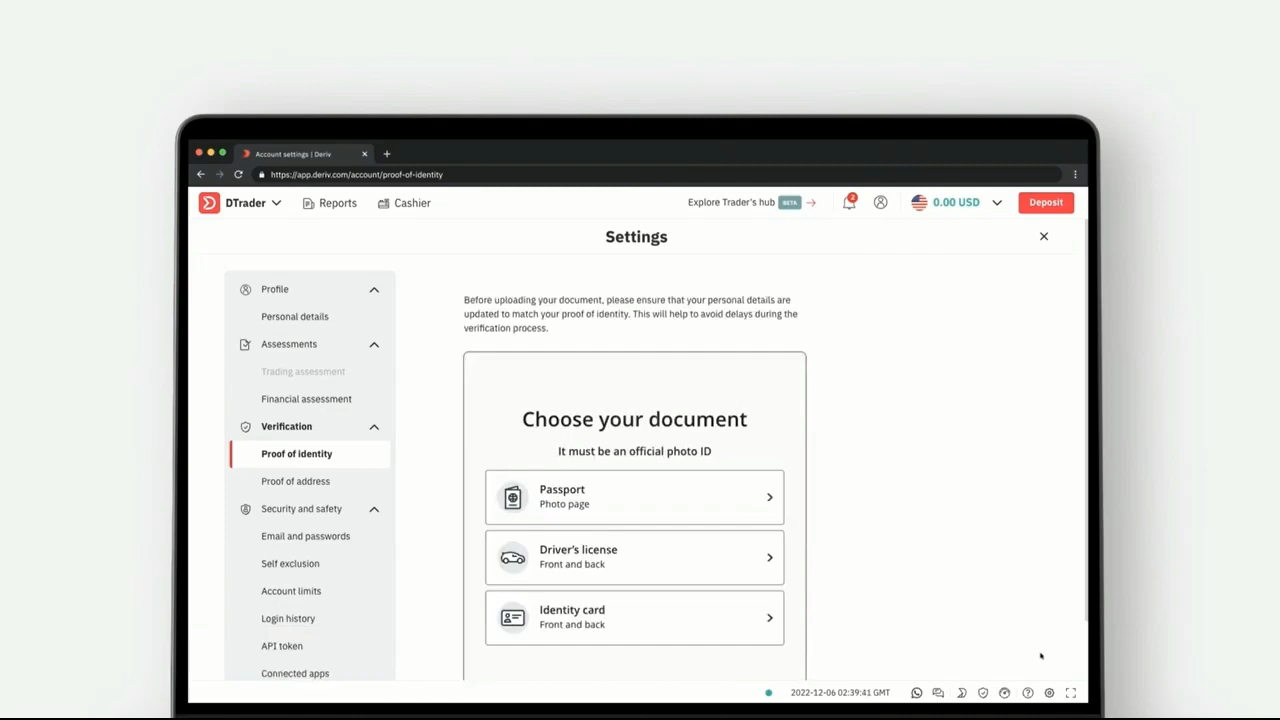 Account settings | Deriv
https://app.deriv.com/account/proof-of-identity
DTrader Reports Cashier Explore Trader's hub BETA 2 0.00 USD Deposit
Settings
Profile
Personal details
Assessments
Trading assessment
Financial assessment
Verification
Proof of identity
Proof of address
Security and safety
Email and passwords
Self exclusion
Account limits
Login history
API token
Connected apps
Before uploading your document, please ensure that your personal details are
updated to match your proof of identity. This will help to avoid delays during the
verification process.
Choose your document
It must be an official photo ID
Passport
Photo page
Driver's license
Front and back
Identity card
Front and back
2022-12-06 02:39:41 GMT